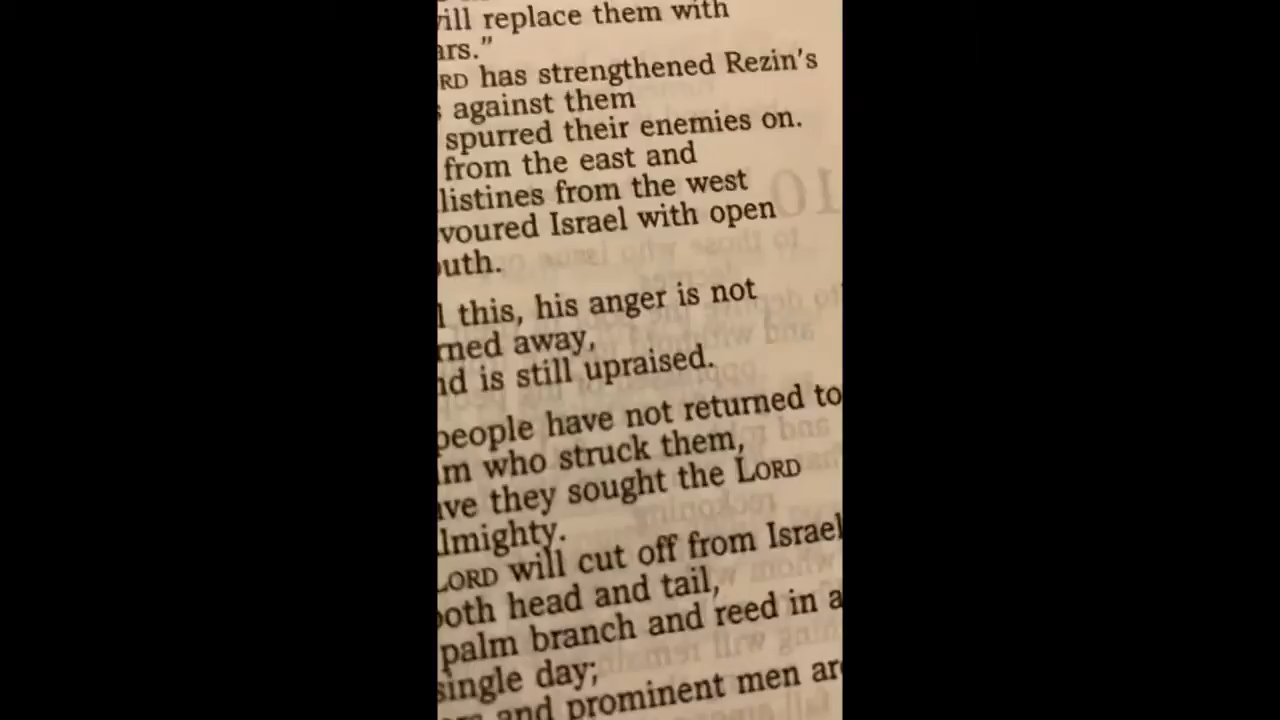 will replace them with
ars.”
RD has strengthened Rezin's
s against them
spurred their enemies on.
from the east and
listines from the west
voured Israel with open
outh.
l this, his anger is not
rned away,
nd is still upraised.
people have not returned to
m who struck them,
ave they sought the LORD
lmighty.
LORD will cut off from Israel
both head and tail,
palm branch and reed in a
single day;
and prominent men are